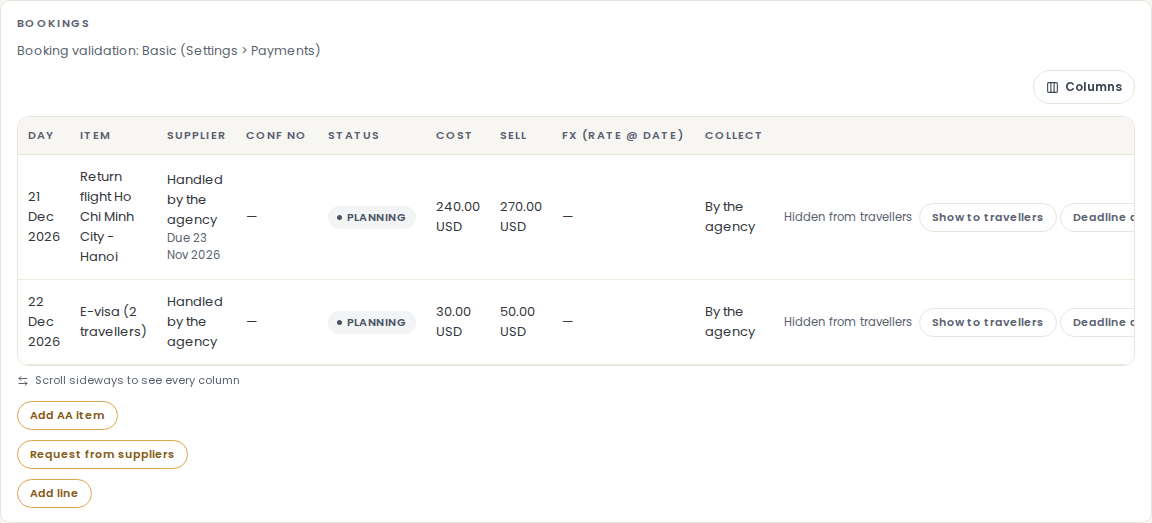 BOOKINGS
Booking validation: Basic (Settings > Payments)
Columns
DAY ITEM SUPPLIER CONF NO STATUS COST SELL FX (RATE @ DATE) COLLECT
21 Dec 2026 Return flight Ho Chi Minh City - Hanoi Handled by the agency Due 23 Nov 2026 — PLANNING 240.00 USD 270.00 USD — By the agency Hidden from travellers Show to travellers Deadline
22 Dec 2026 E-visa (2 travellers) Handled by the agency — PLANNING 30.00 USD 50.00 USD — By the agency Hidden from travellers Show to travellers Deadline
Scroll sideways to see every column
Add AA item
Request from suppliers
Add line